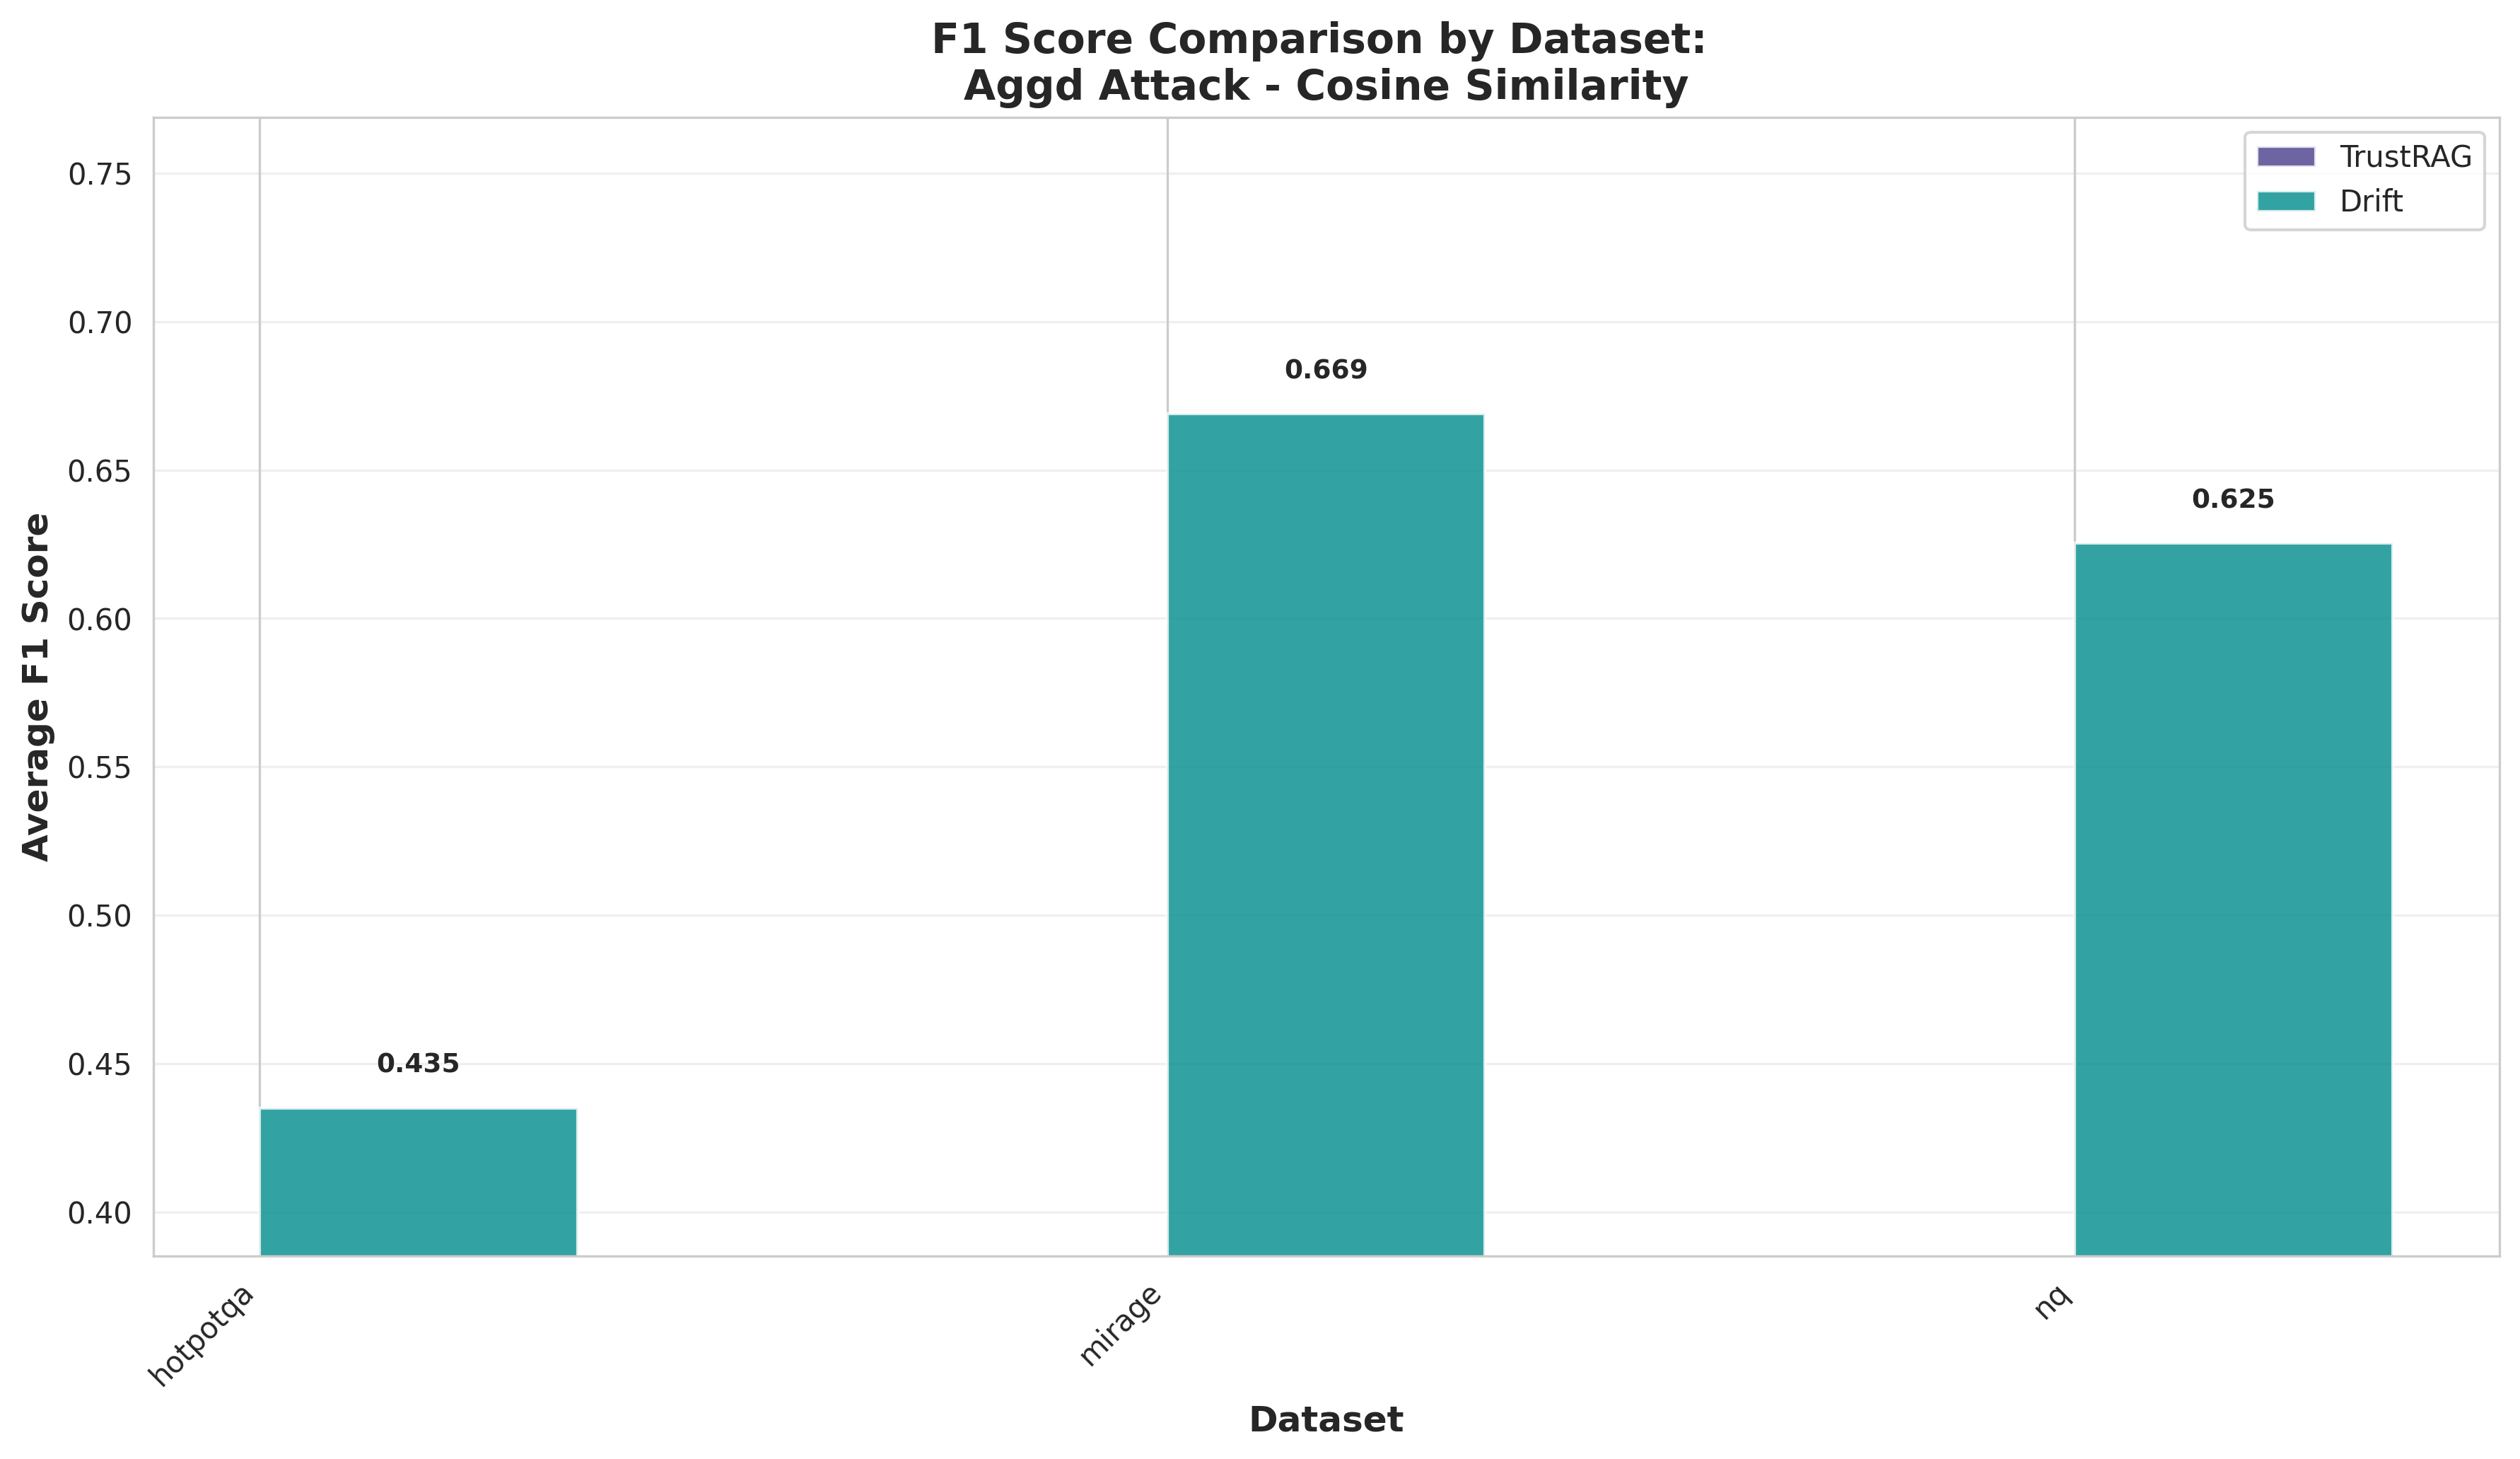 F1 Score Comparison by Dataset:
Aggd Attack - Cosine Similarity
TrustRAG
Drift
Average F1 Score
0.75
0.70
0.65
0.60
0.55
0.50
0.45
0.40
0.435
0.669
0.625
hotpotqa
mirage
nq
Dataset